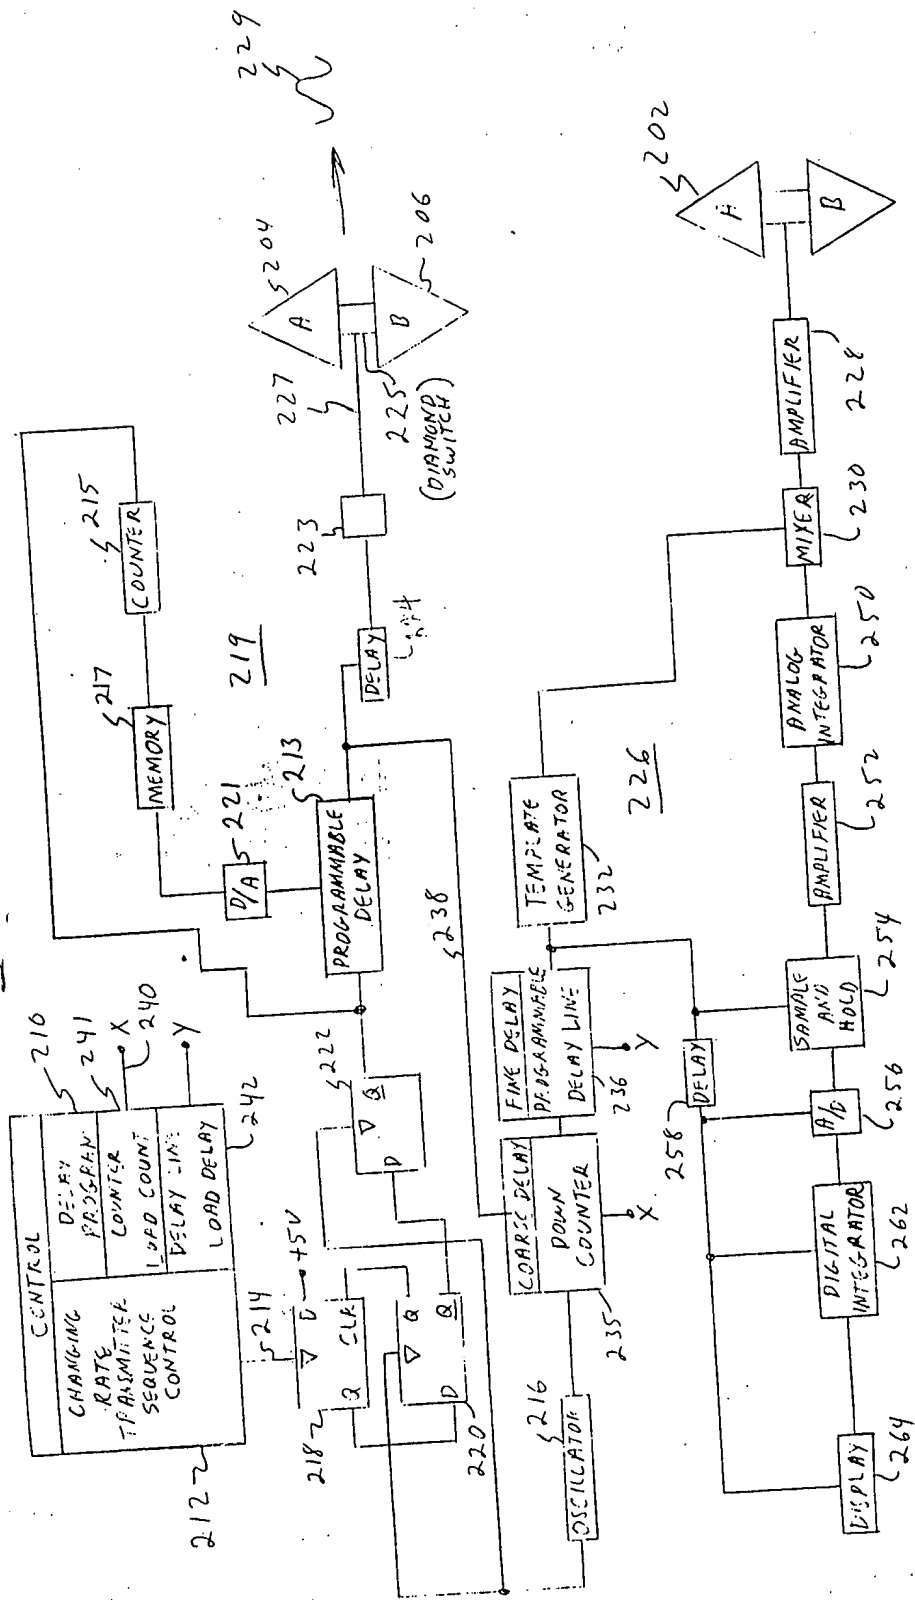 CONTROL
CHANGING
RATE
TRANSMITTER
SEQUENCE
CONTROL
DELAY
PROGRAM
COUNTER
LOAD COUNT
DELAY LINE
LOAD DELAY
210
241
X
240
Y
242
212
214
+5V
D
CLR
Q
218
Q
Q
D
220
222
Q
D
COUNTER
215
MEMORY
217
D/A
221
219
PROGRAMMABLE
DELAY
213
DELAY
223
227
225
(DIAMOND
SWITCH)
A
204
B
206
229
238
OSCILLATOR
216
COARSE DELAY
DOWN
COUNTER
235
X
FINE DELAY
PROGRAMMABLE
DELAY LINE
236
Y
TEMPLATE
GENERATOR
232
226
A
202
B
AMPLIFIER
228
MIXER
230
ANALOG
INTEGRATOR
250
AMPLIFIER
252
SAMPLE
AND
HOLD
254
DELAY
258
A/D
256
DIGITAL
INTEGRATOR
262
DISPLAY
264